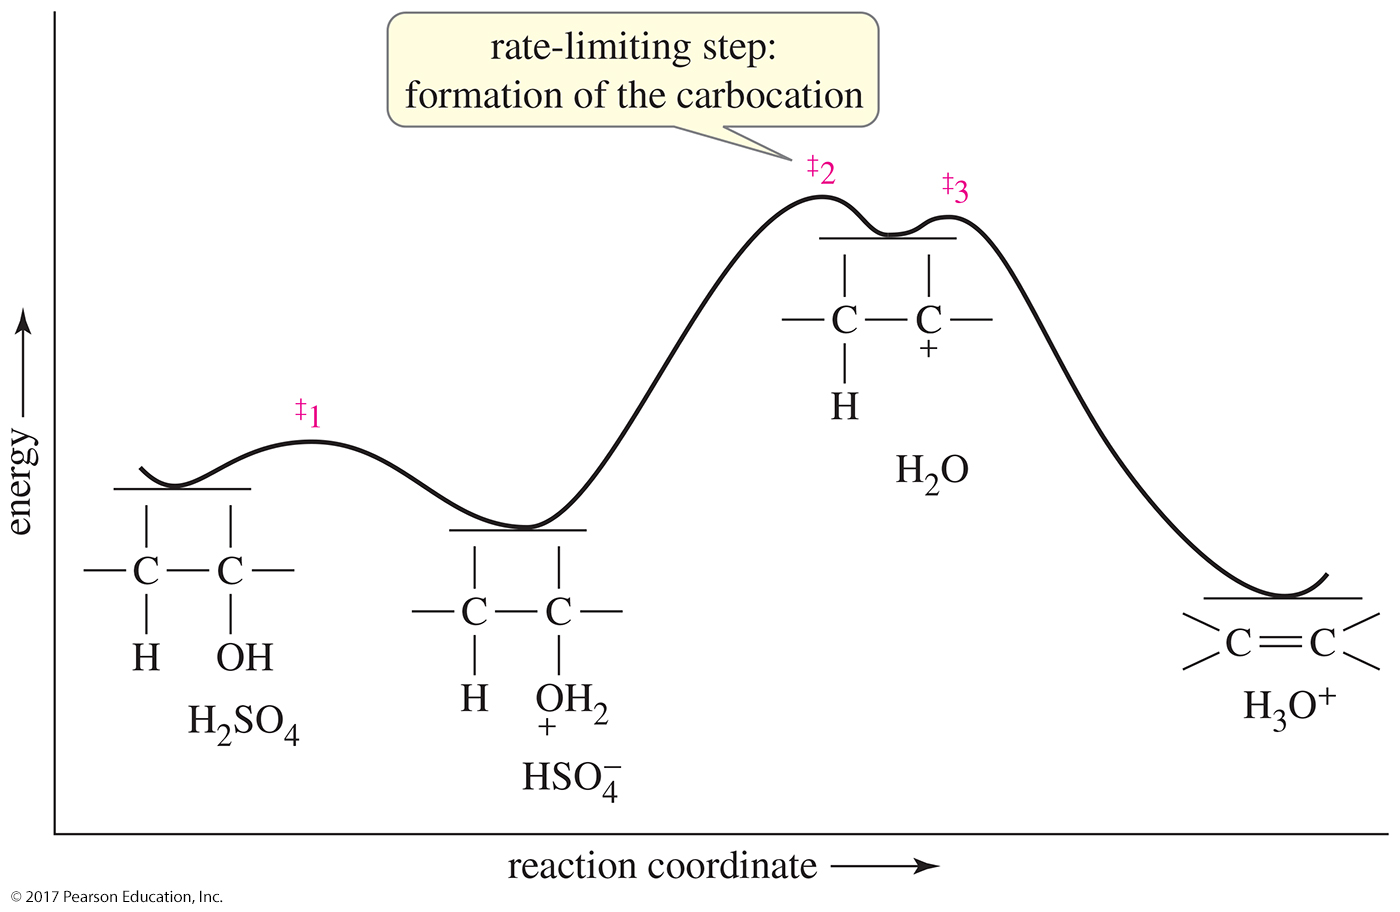 rate-limiting step:
formation of the carbocation
‡2
‡3
‡1
C C
+
H
H₂O
energy
C C
H OH
H₂SO₄
C C
H OH₂
+
HSO₄⁻
C═C
H₃O⁺
reaction coordinate
© 2017 Pearson Education, Inc.